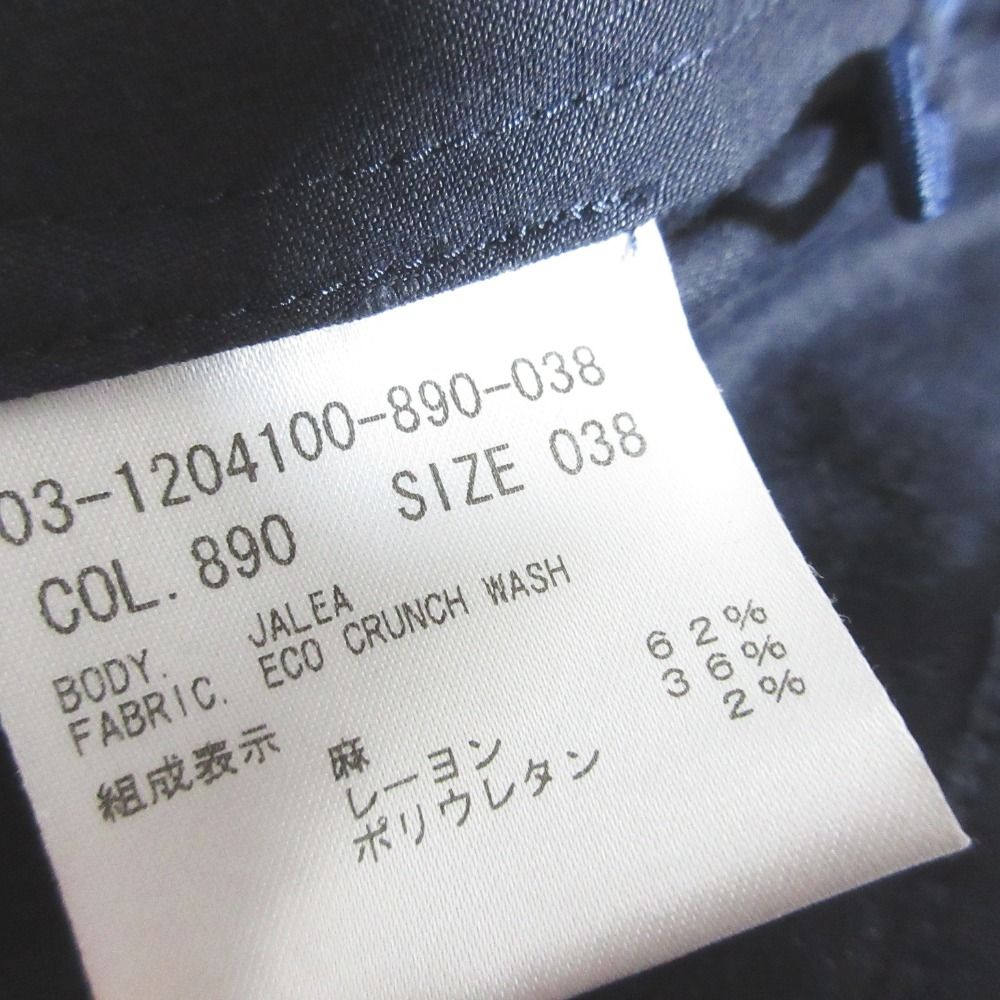 03-1204100-890-038
COL. 890 SIZE 038
BODY. JALEA
FABRIC. ECO CRUNCH WASH
組成表示 麻 62%
レーヨン 36%
ポリウレタン 2%